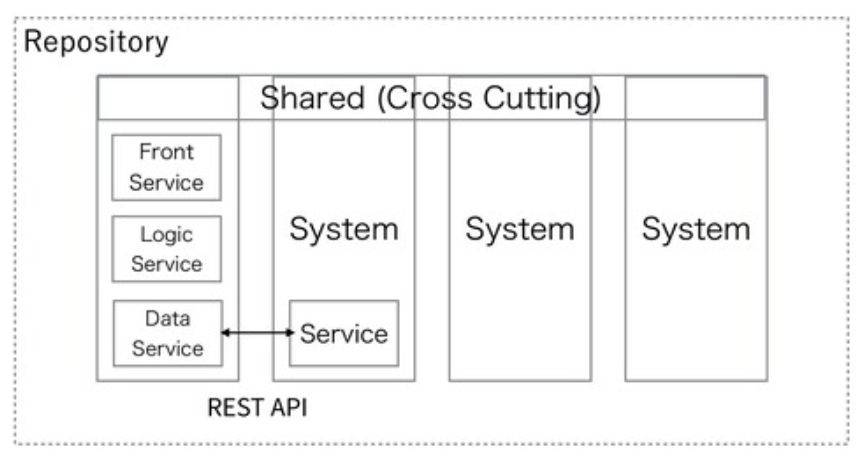 Repository
Shared (Cross Cutting)
Front
Service
Logic
Service
Data
Service
System
Service
System
System
REST API